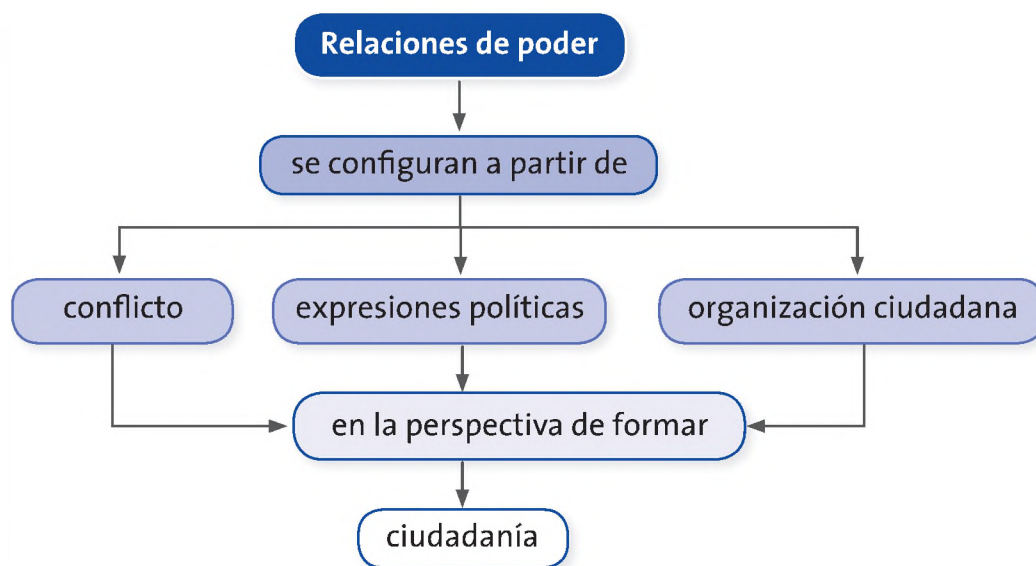 Relaciones de poder
se configuran a partir de
conflicto
expresiones políticas
organización ciudadana
en la perspectiva de formar
ciudadanía